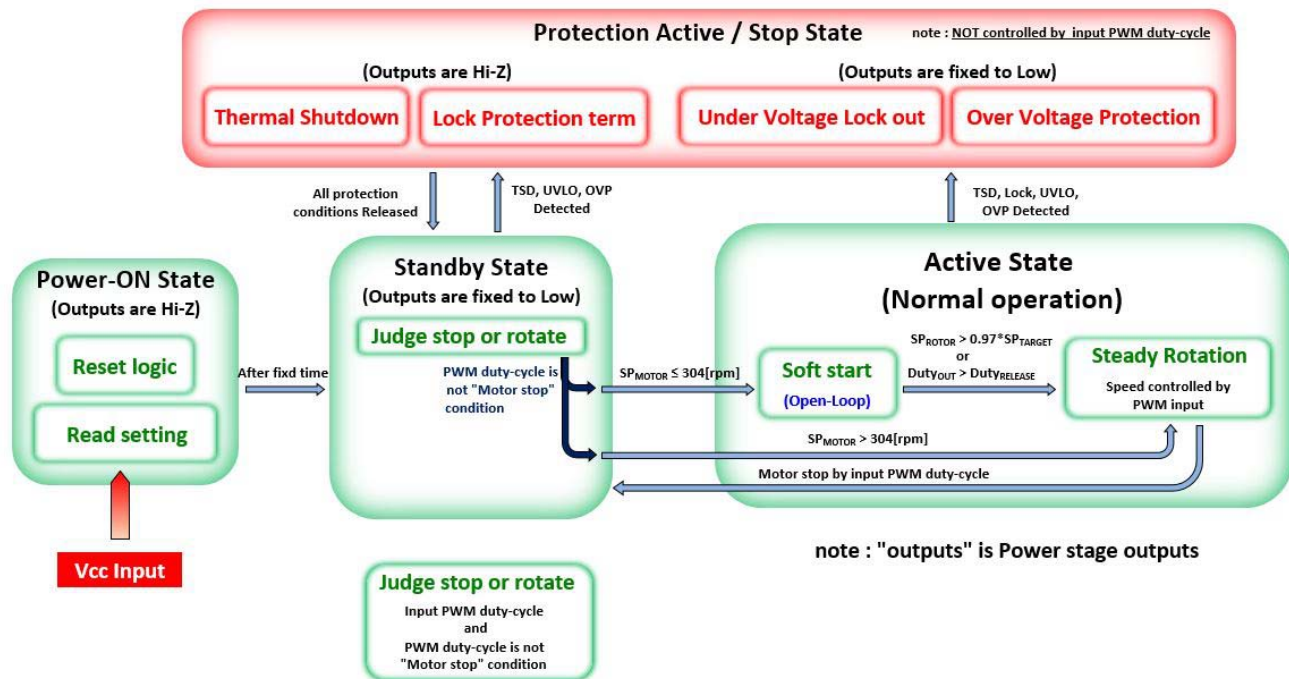 Protection Active / Stop State
note : NOT controlled by input PWM duty-cycle
(Outputs are Hi-Z)
(Outputs are fixed to Low)
Thermal Shutdown
Lock Protection term
Under Voltage Lock out
Over Voltage Protection
All protection
conditions Released
TSD, UVLO, OVP
Detected
TSD, Lock, UVLO,
OVP Detected
Power-ON State
(Outputs are Hi-Z)
Reset logic
Read setting
Vcc Input
After fixd time
Standby State
(Outputs are fixed to Low)
Judge stop or rotate
PWM duty-cycle is
not "Motor stop"
condition
SPMOTOR ≤ 304[rpm]
Active State
(Normal operation)
Soft start
(Open-Loop)
SPROTOR > 0.97*SPTARGET
or
DutyOUT > DutyRELEASE
Steady Rotation
Speed controlled by
PWM input
SPMOTOR > 304[rpm]
Motor stop by input PWM duty-cycle
note : "outputs" is Power stage outputs
Judge stop or rotate
Input PWM duty-cycle
and
PWM duty-cycle is not
"Motor stop" condition